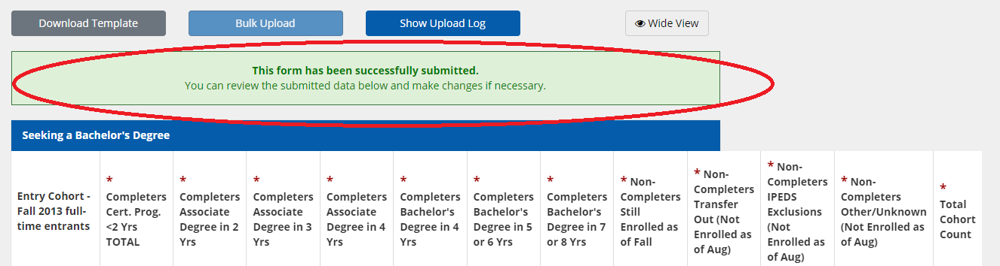 Download Template
Bulk Upload
Show Upload Log
Wide View
This form has been successfully submitted.
You can review the submitted data below and make changes if necessary.
Seeking a Bachelor's Degree
Entry Cohort -
Fall 2013 full-
time entrants
*
Completers
Cert. Prog.
<2 Yrs
TOTAL
*
Completers
Associate
Degree in 2
Yrs
*
Completers
Associate
Degree in 3
Yrs
*
Completers
Associate
Degree in 4
Yrs
*
Completers
Bachelor's
Degree in 4
Yrs
*
Completers
Bachelor's
Degree in 5
or 6 Yrs
*
Completers
Bachelor's
Degree in 7
or 8 Yrs
* Non-
Completers
Still
Enrolled as
of Fall
* Non-
Completers
Transfer
Out (Not
Enrolled as
of Aug)
* Non-
Completers
IPEDS
Exclusions
(Not
Enrolled as
of Aug)
* Non-
Completers
Other/Unknown
(Not Enrolled as
of Aug)
*
Total
Cohort
Count